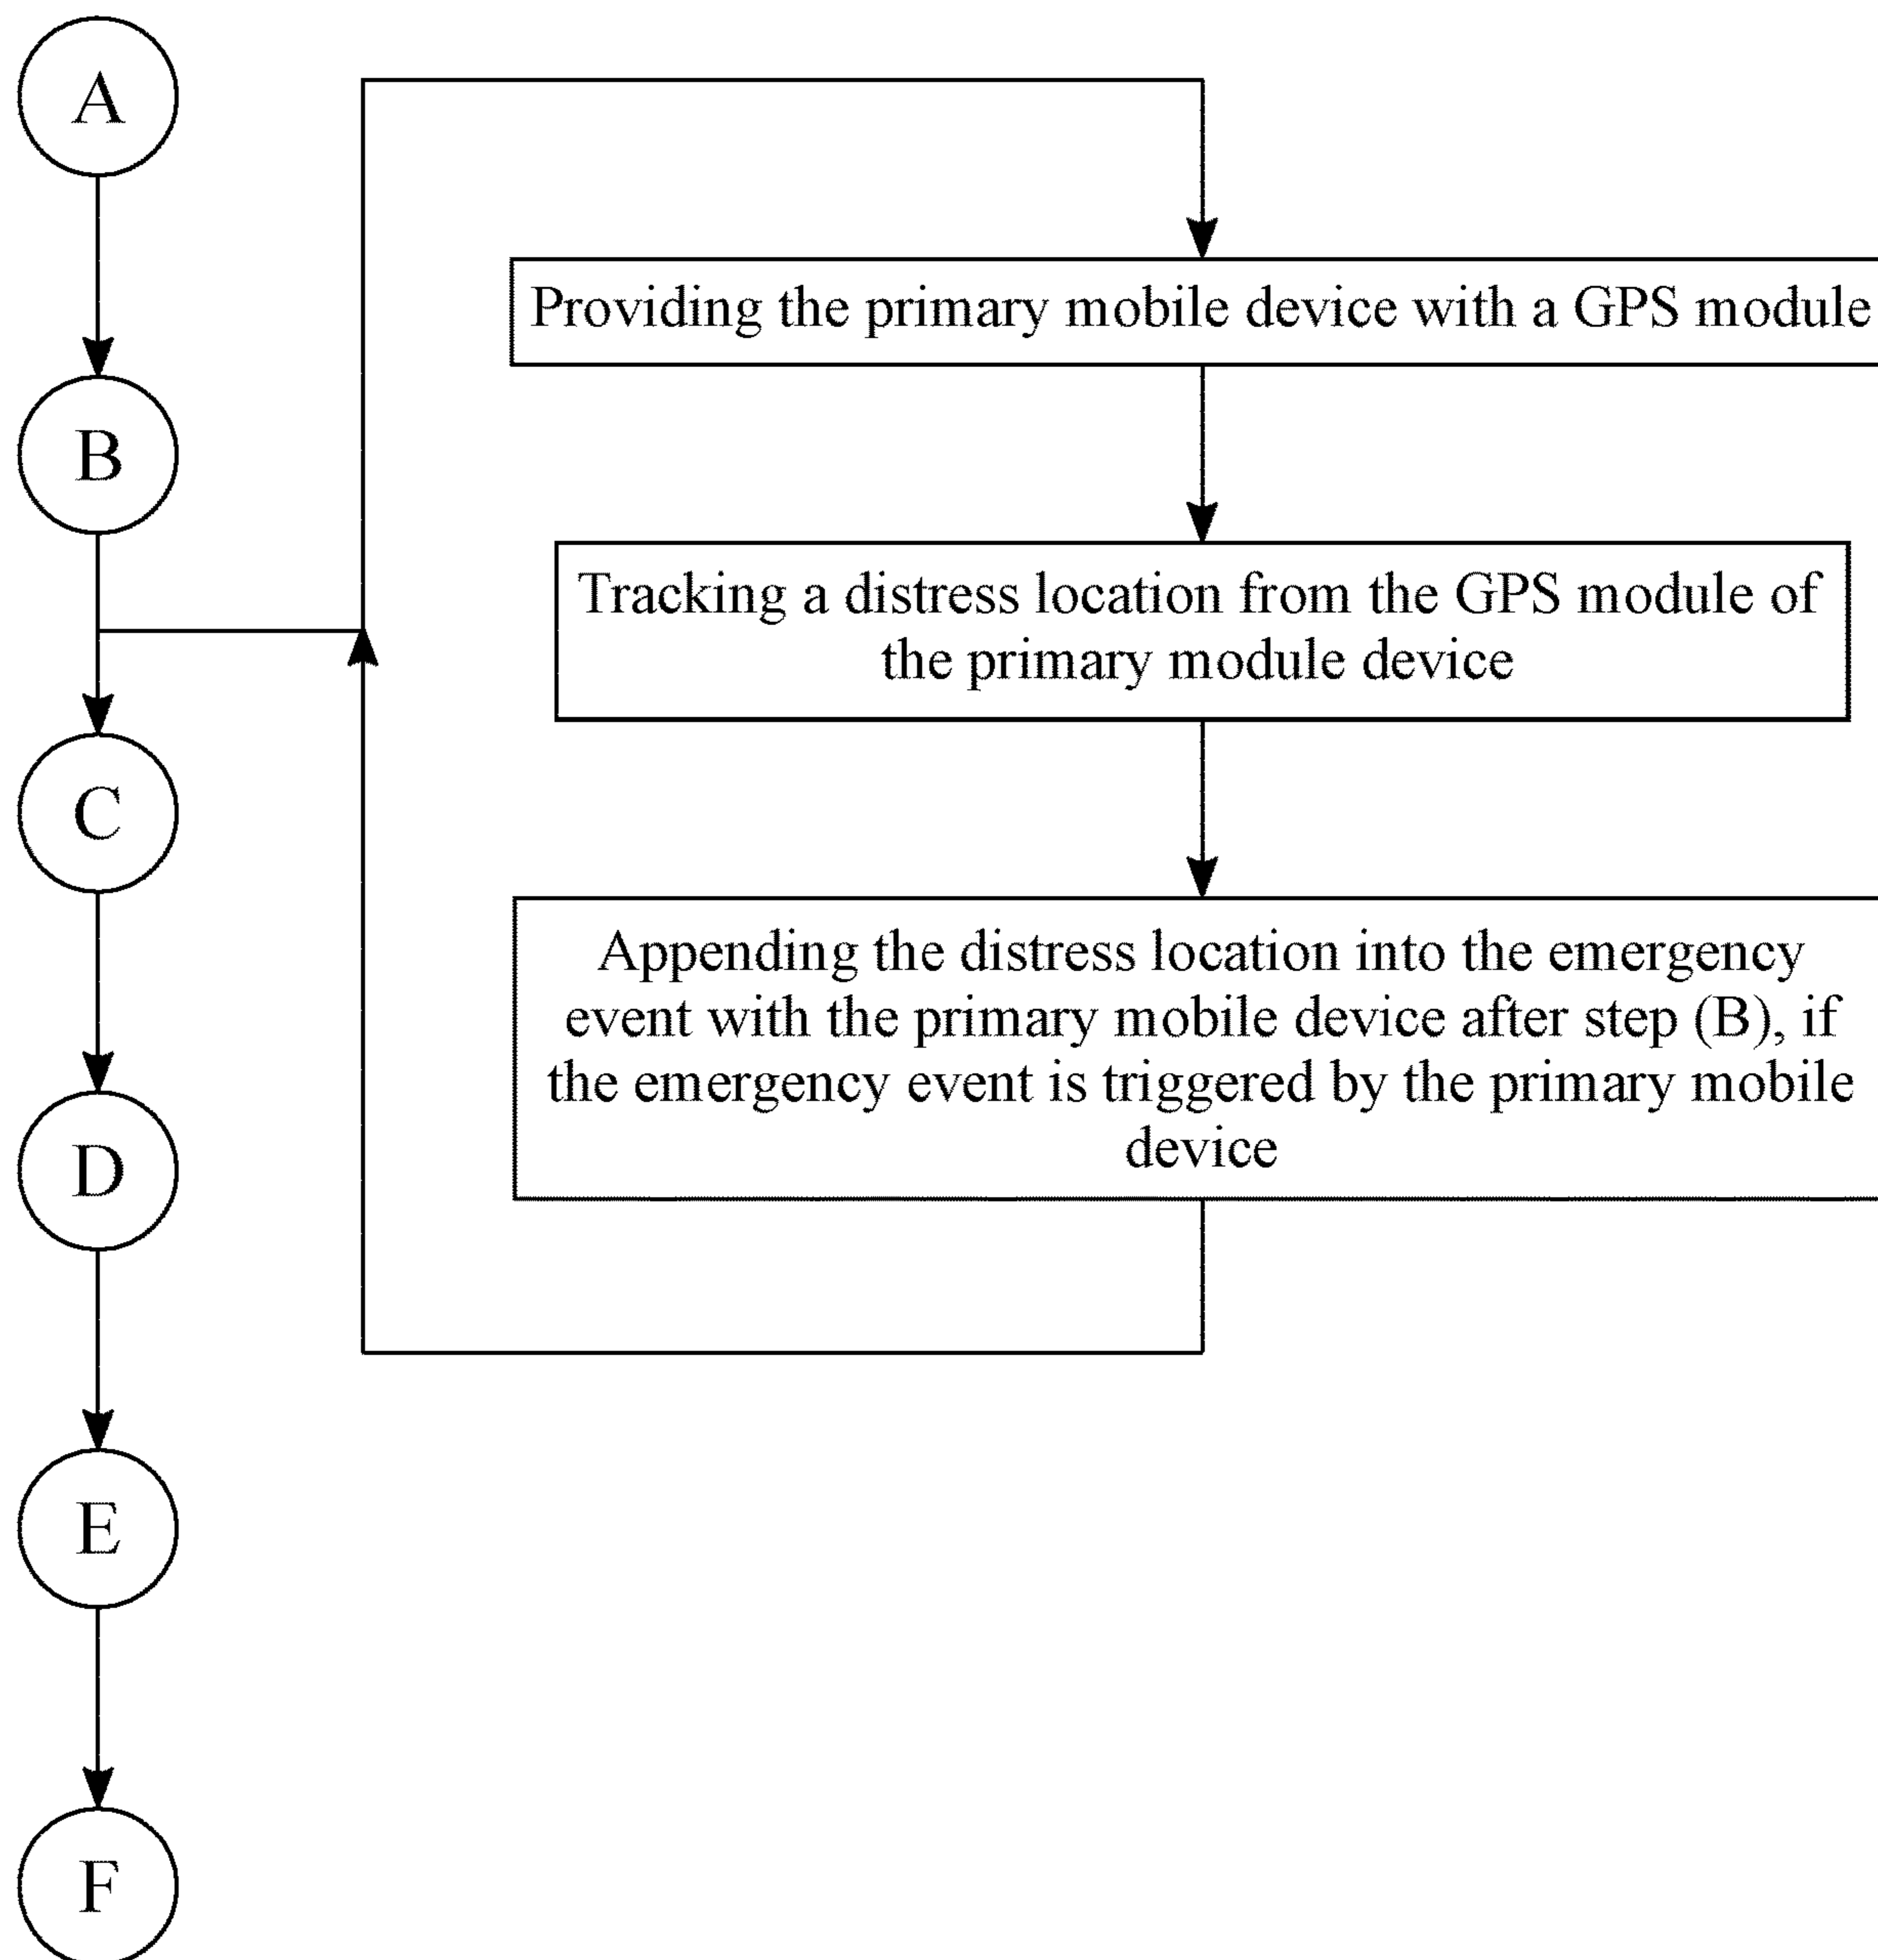 A
B
C
D
E
F
Providing the primary mobile device with a GPS module
Tracking a distress location from the GPS module of
the primary module device
Appending the distress location into the emergency
event with the primary mobile device after step (B), if
the emergency event is triggered by the primary mobile
device